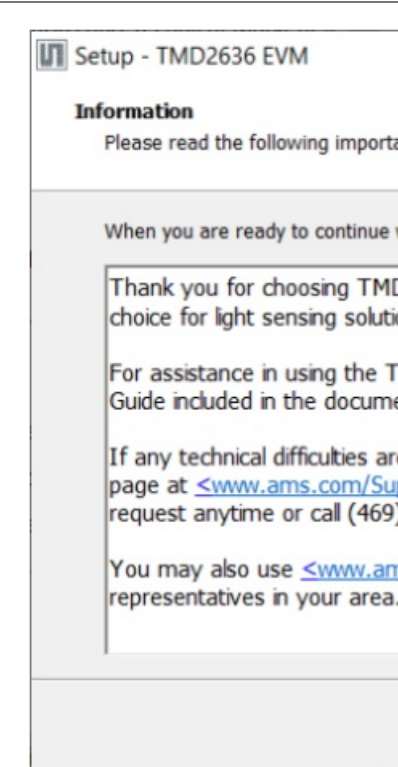 Setup - TMD2636 EVM
Information
Please read the following importa
When you are ready to continue
Thank you for choosing TMD
choice for light sensing soluti
For assistance in using the T
Guide included in the docume
If any technical difficulties ar
page at <www.ams.com/Su
request anytime or call (469)
You may also use <www.am
representatives in your area.